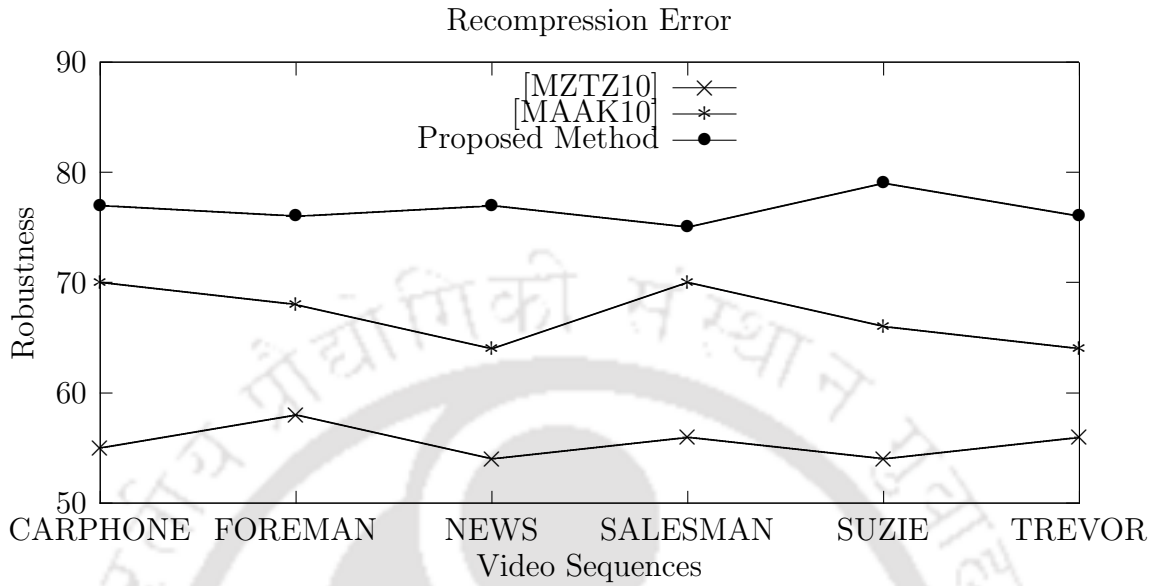 Recompression Error
90
[MZTZ10]
[MAAK10]
Proposed Method
80
70
60
50
Robustness
CARPHONE FOREMAN NEWS SALESMAN SUZIE TREVOR
Video Sequences
प्रौद्योगिकी संस्थान